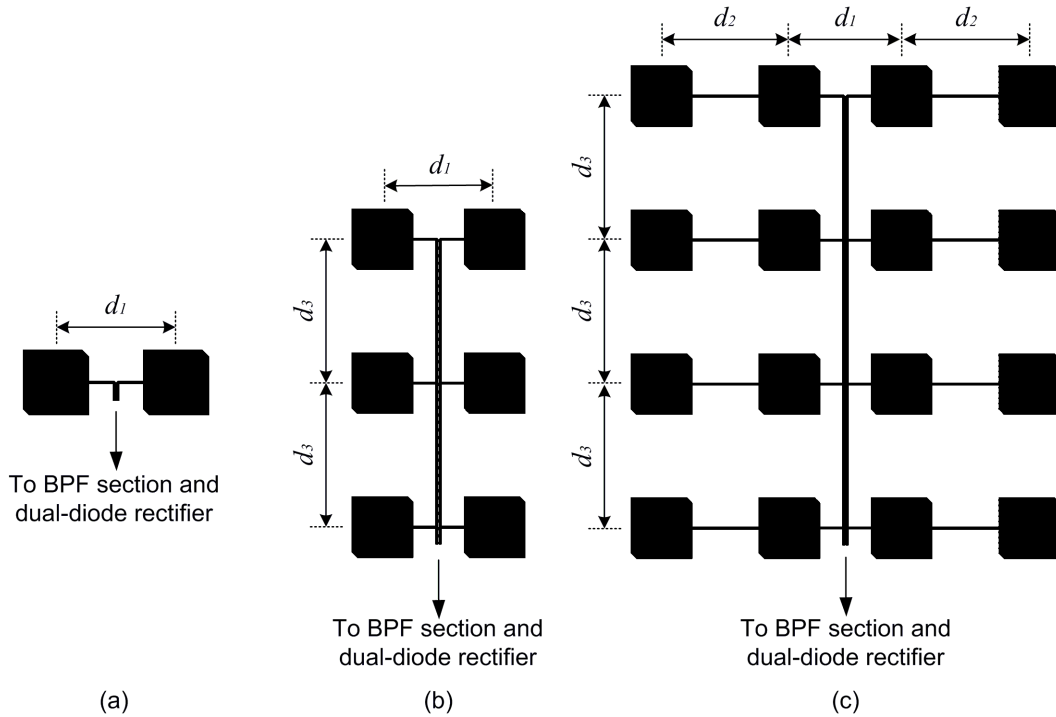 d1
To BPF section and
dual-diode rectifier
(a)
d1
d3
d3
To BPF section and
dual-diode rectifier
(b)
d2 d1 d2
d3
d3
d3
To BPF section and
dual-diode rectifier
(c)